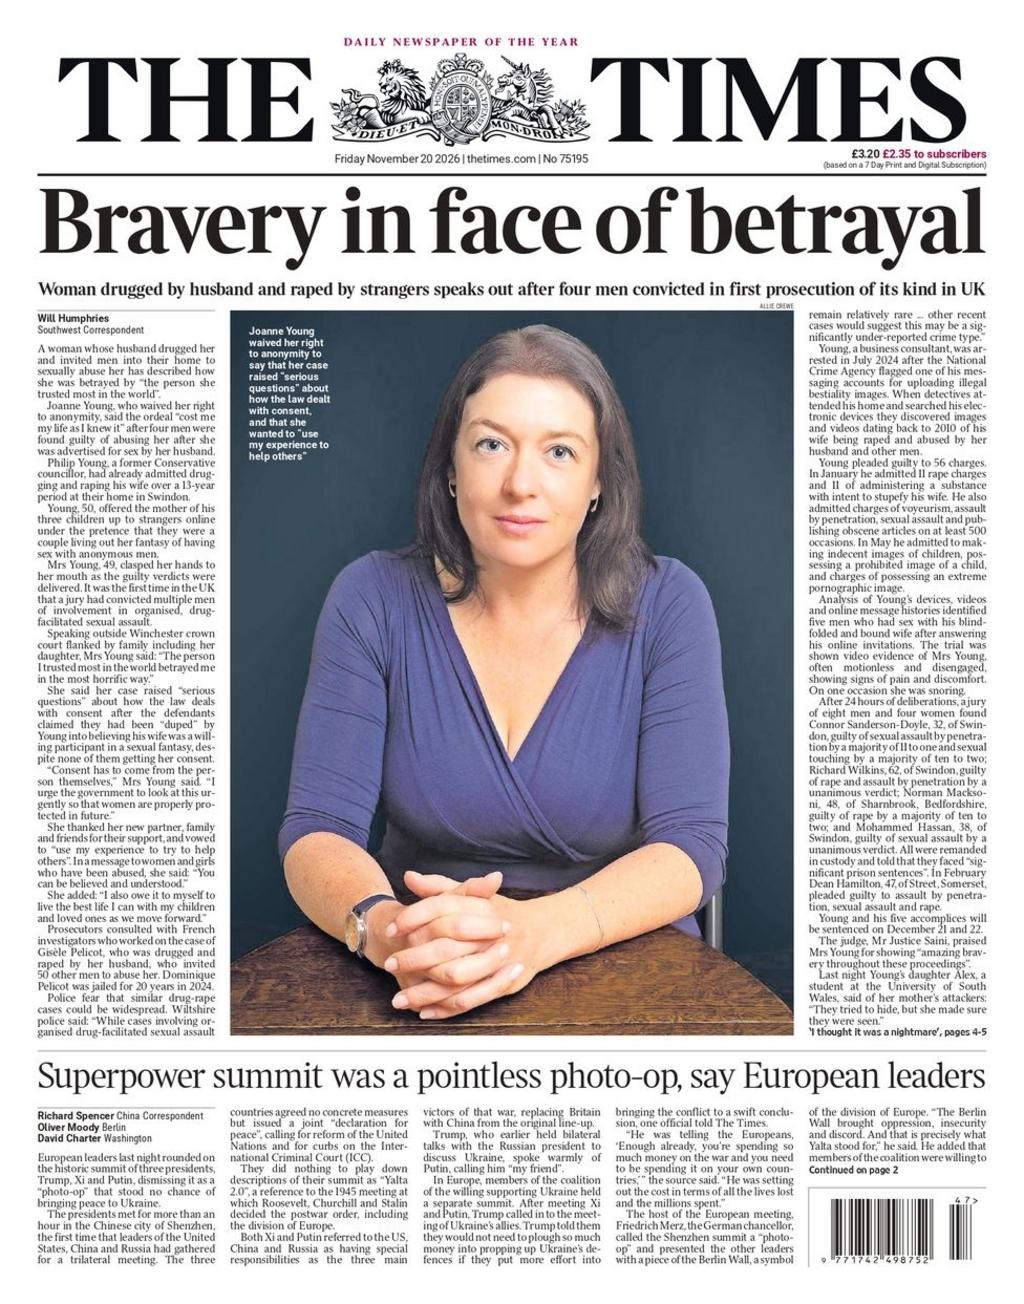 DAILY NEWSPAPER OF THE YEAR
THE TIMES
DIEU·ET MON·DROIT
Friday November 20 2026 | thetimes.com | No 75195
£3.20 £2.35 to subscribers
(based on a 7 Day Print and Digital Subscription)
Bravery in face of betrayal
Woman drugged by husband and raped by strangers speaks out after four men convicted in first prosecution of its kind in UK
ALLIE CREWE
Will Humphries
Southwest Correspondent
A woman whose husband drugged her
and invited men into their home to
sexually abuse her has described how
she was betrayed by “the person she
trusted most in the world”.
Joanne Young, who waived her right
to anonymity, said the ordeal “cost me
my life as I knew it” after four men were
found guilty of abusing her after she
was advertised for sex by her husband.
Philip Young, a former Conservative
councillor, had already admitted drug-
ging and raping his wife over a 13-year
period at their home in Swindon.
Young, 50, offered the mother of his
three children up to strangers online
under the pretence that they were a
couple living out her fantasy of having
sex with anonymous men.
Mrs Young, 49, clasped her hands to
her mouth as the guilty verdicts were
delivered. It was the first time in the UK
that a jury had convicted multiple men
of involvement in organised, drug-
facilitated sexual assault.
Speaking outside Winchester crown
court flanked by family including her
daughter, Mrs Young said: “The person
I trusted most in the world betrayed me
in the most horrific way.”
She said her case raised “serious
questions” about how the law deals
with consent after the defendants
claimed they had been “duped” by
Young into believing his wife was a will-
ing participant in a sexual fantasy, des-
pite none of them getting her consent.
“Consent has to come from the per-
son themselves,” Mrs Young said. “I
urge the government to look at this ur-
gently so that women are properly pro-
tected in future.”
She thanked her new partner, family
and friends for their support, and vowed
to “use my experience to try to help
others”. In a message to women and girls
who have been abused, she said: “You
can be believed and understood.”
She added: “I also owe it to myself to
live the best life I can with my children
and loved ones as we move forward.”
Prosecutors consulted with French
investigators who worked on the case of
Gisèle Pelicot, who was drugged and
raped by her husband, who invited
50 other men to abuse her. Dominique
Pelicot was jailed for 20 years in 2024.
Police fear that similar drug-rape
cases could be widespread. Wiltshire
police said: “While cases involving or-
ganised drug-facilitated sexual assault
Joanne Young
waived her right
to anonymity to
say that her case
raised “serious
questions” about
how the law dealt
with consent,
and that she
wanted to “use
my experience to
help others”
remain relatively rare ... other recent
cases would suggest this may be a sig-
nificantly under-reported crime type.”
Young, a business consultant, was ar-
rested in July 2024 after the National
Crime Agency flagged one of his mes-
saging accounts for uploading illegal
bestiality images. When detectives at-
tended his home and searched his elec-
tronic devices they discovered images
and videos dating back to 2010 of his
wife being raped and abused by her
husband and other men.
Young pleaded guilty to 56 charges.
In January he admitted 11 rape charges
and 11 of administering a substance
with intent to stupefy his wife. He also
admitted charges of voyeurism, assault
by penetration, sexual assault and pub-
lishing obscene articles on at least 500
occasions. In May he admitted to mak-
ing indecent images of children, pos-
sessing a prohibited image of a child,
and charges of possessing an extreme
pornographic image.
Analysis of Young’s devices, videos
and online message histories identified
five men who had sex with his blind-
folded and bound wife after answering
his online invitations. The trial was
shown video evidence of Mrs Young,
often motionless and disengaged,
showing signs of pain and discomfort.
On one occasion she was snoring.
After 24 hours of deliberations, a jury
of eight men and four women found
Connor Sanderson-Doyle, 32, of Swin-
don, guilty of sexual assault by penetra-
tion by a majority of 11 to one and sexual
touching by a majority of ten to two;
Richard Wilkins, 62, of Swindon, guilty
of rape and assault by penetration by a
unanimous verdict; Norman Mackso-
ni, 48, of Sharnbrook, Bedfordshire,
guilty of rape by a majority of ten to
two; and Mohammed Hassan, 38, of
Swindon, guilty of sexual assault by a
unanimous verdict. All were remanded
in custody and told that they faced “sig-
nificant prison sentences”. In February
Dean Hamilton, 47, of Street, Somerset,
pleaded guilty to assault by penetra-
tion, sexual assault and rape.
Young and his five accomplices will
be sentenced on December 21 and 22.
The judge, Mr Justice Saini, praised
Mrs Young for showing “amazing brav-
ery throughout these proceedings”.
Last night Young’s daughter Alex, a
student at the University of South
Wales, said of her mother’s attackers:
“They tried to hide, but she made sure
they were seen.”
‘I thought it was a nightmare’, pages 4-5
Superpower summit was a pointless photo-op, say European leaders
Richard Spencer China Correspondent
Oliver Moody Berlin
David Charter Washington
European leaders last night rounded on
the historic summit of three presidents,
Trump, Xi and Putin, dismissing it as a
“photo-op” that stood no chance of
bringing peace to Ukraine.
The presidents met for more than an
hour in the Chinese city of Shenzhen,
the first time that leaders of the United
States, China and Russia had gathered
for a trilateral meeting. The three
countries agreed no concrete measures
but issued a joint “declaration for
peace”, calling for reform of the United
Nations and for curbs on the Inter-
national Criminal Court (ICC).
They did nothing to play down
descriptions of their summit as “Yalta
2.0”, a reference to the 1945 meeting at
which Roosevelt, Churchill and Stalin
decided the postwar order, including
the division of Europe.
Both Xi and Putin referred to the US,
China and Russia as having special
responsibilities as the three main
victors of that war, replacing Britain
with China from the original line-up.
Trump, who earlier held bilateral
talks with the Russian president to
discuss Ukraine, spoke warmly of
Putin, calling him “my friend”.
In Europe, members of the coalition
of the willing supporting Ukraine held
a separate summit. After meeting Xi
and Putin, Trump called in to the meet-
ing of Ukraine’s allies. Trump told them
they would not need to plough so much
money into propping up Ukraine’s de-
fences if they put more effort into
bringing the conflict to a swift conclu-
sion, one official told The Times.
“He was telling the Europeans,
‘Enough already, you’re spending so
much money on the war and you need
to be spending it on your own coun-
tries,’” the source said. “He was setting
out the cost in terms of all the lives lost
and the millions spent.”
The host of the European meeting,
Friedrich Merz, the German chancellor,
called the Shenzhen summit a “photo-
op” and presented the other leaders
with a piece of the Berlin Wall, a symbol
of the division of Europe. “The Berlin
Wall brought oppression, insecurity
and discord. And that is precisely what
Yalta stood for,” he said. He added that
members of the coalition were willing to
Continued on page 2
47>
9 771742 498752